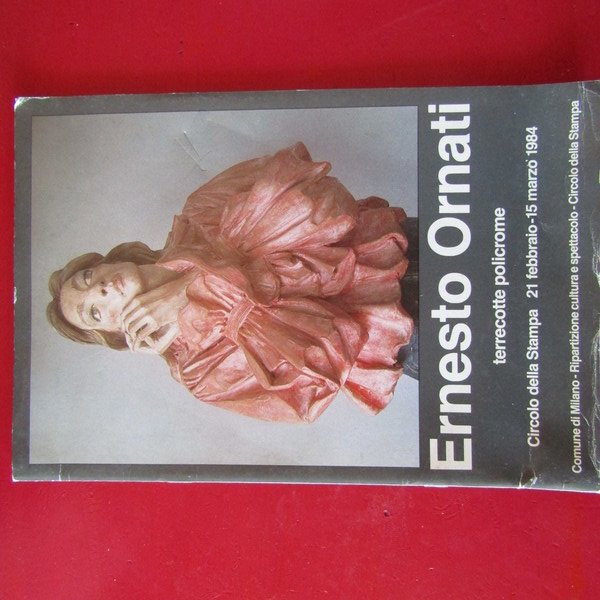 Ernesto Ornati
terrecotte policrome
Circolo della Stampa 21 febbraio - 15 marzo 1984
Comune di Milano - Ripartizione cultura e spettacolo - Circolo della Stampa